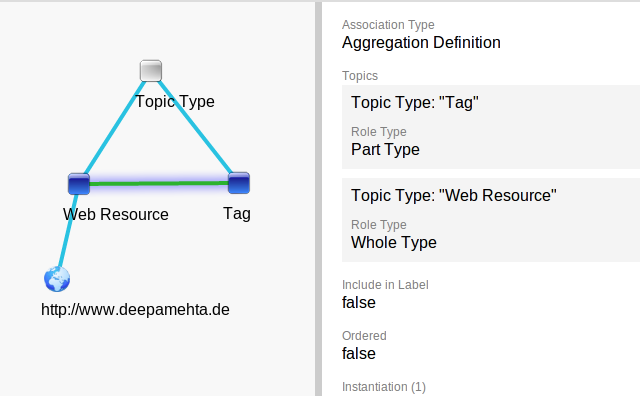 Topic Type
Web Resource
Tag
http://www.deepamehta.de
Association Type
Aggregation Definition
Topics
Topic Type: "Tag"
Role Type
Part Type
Topic Type: "Web Resource"
Role Type
Whole Type
Include in Label
false
Ordered
false
Instantiation (1)